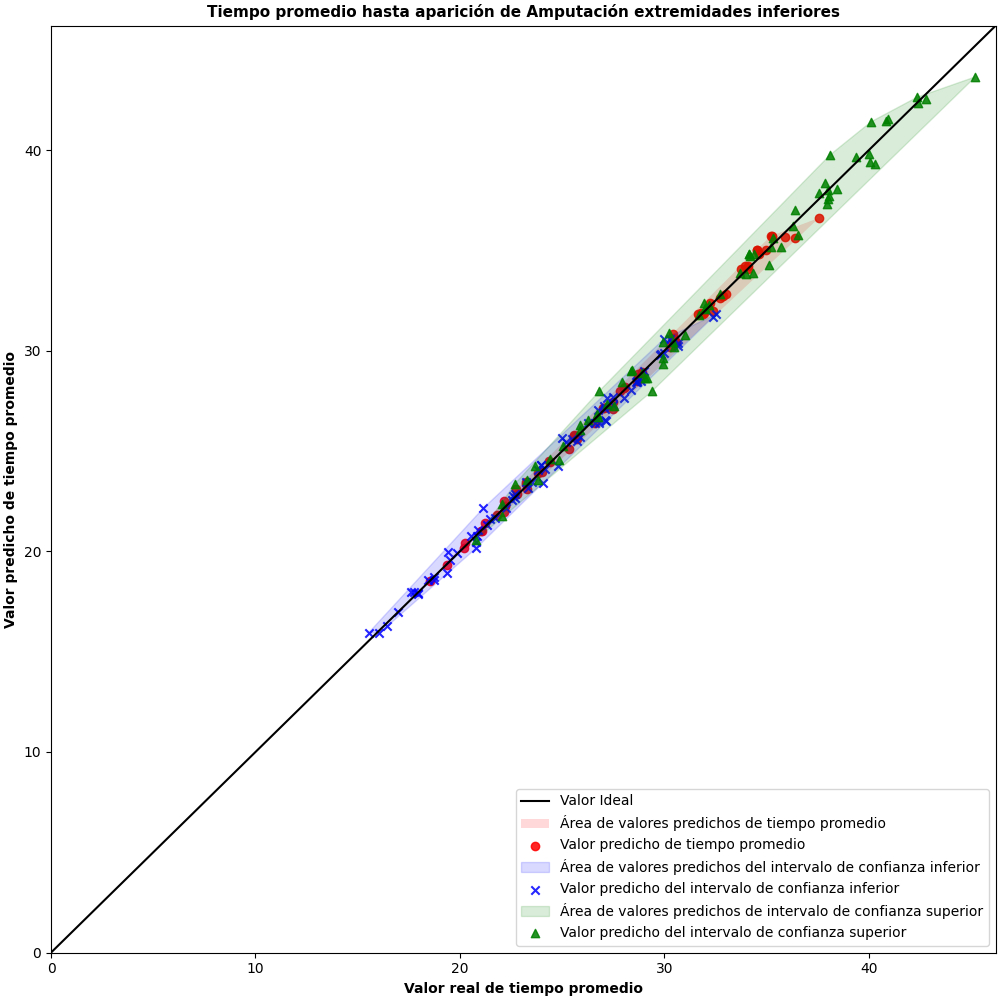 Tiempo promedio hasta aparición de Amputación extremidades inferiores
Valor predicho de tiempo promedio
40
30
20
10
0
0 10 20 30 40
Valor real de tiempo promedio
Valor Ideal
Área de valores predichos de tiempo promedio
Valor predicho de tiempo promedio
Área de valores predichos del intervalo de confianza inferior
Valor predicho del intervalo de confianza inferior
Área de valores predichos de intervalo de confianza superior
Valor predicho del intervalo de confianza superior